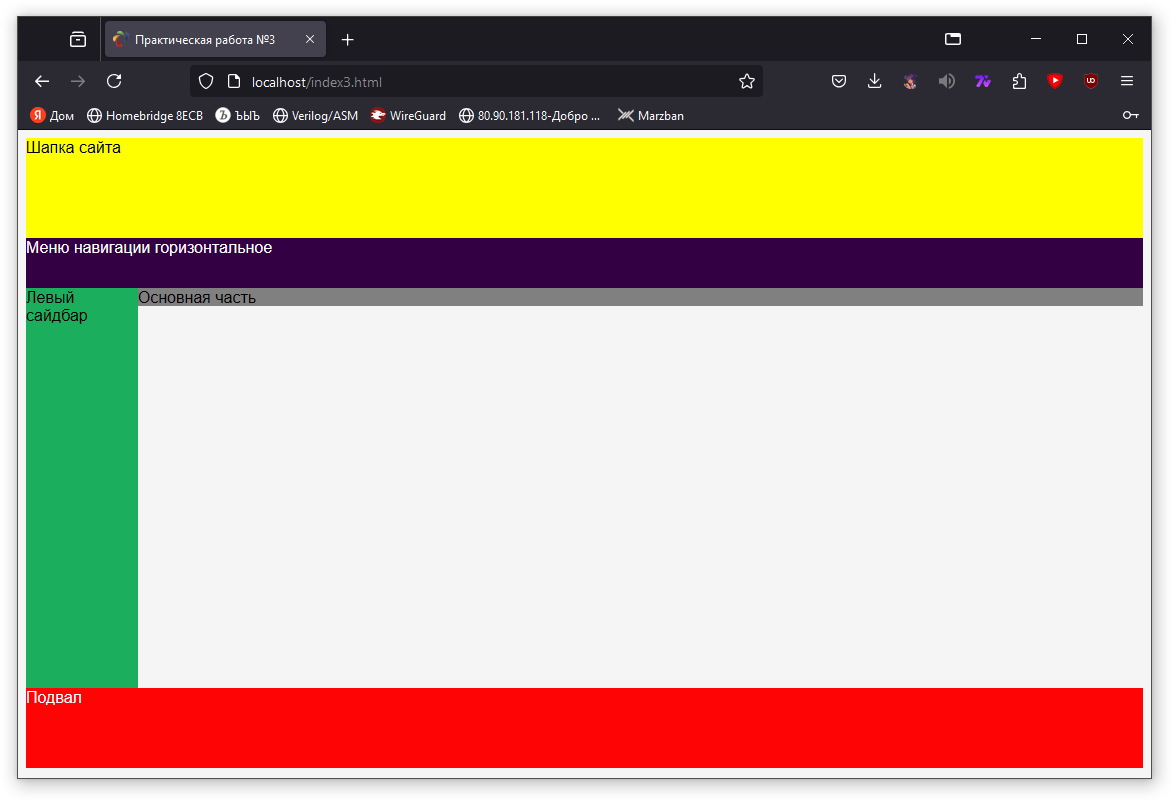 Практическая работа №3
localhost/index3.html
Дом
Homebridge 8ECB
ЪЫЬ
Verilog/ASM
WireGuard
80.90.181.118-Добро ...
Marzban
Шапка сайта
Меню навигации горизонтальное
Левый
сайдбар
Основная часть
Подвал